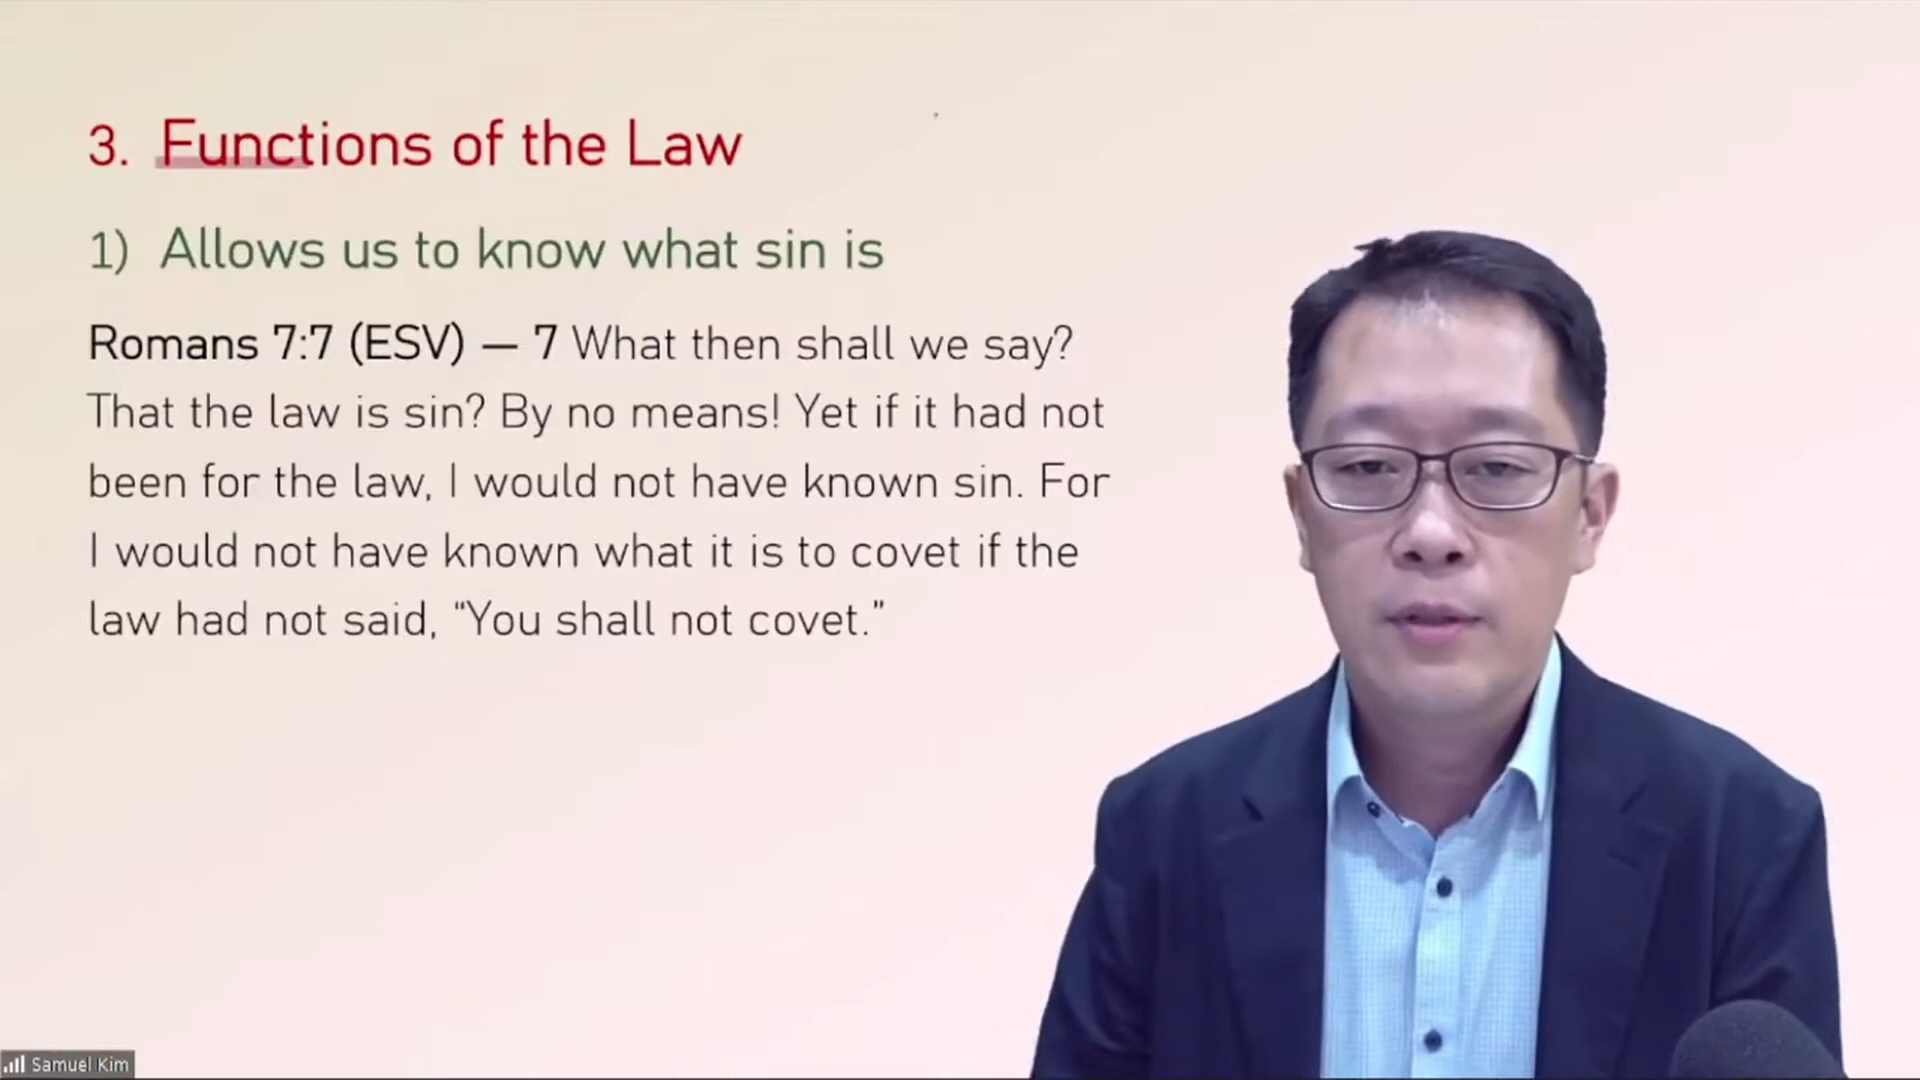 3. Functions of the Law
1) Allows us to know what sin is
Romans 7:7 (ESV) — 7 What then shall we say?
That the law is sin? By no means! Yet if it had not
been for the law, I would not have known sin. For
I would not have known what it is to covet if the
law had not said, “You shall not covet.”
Samuel Kim